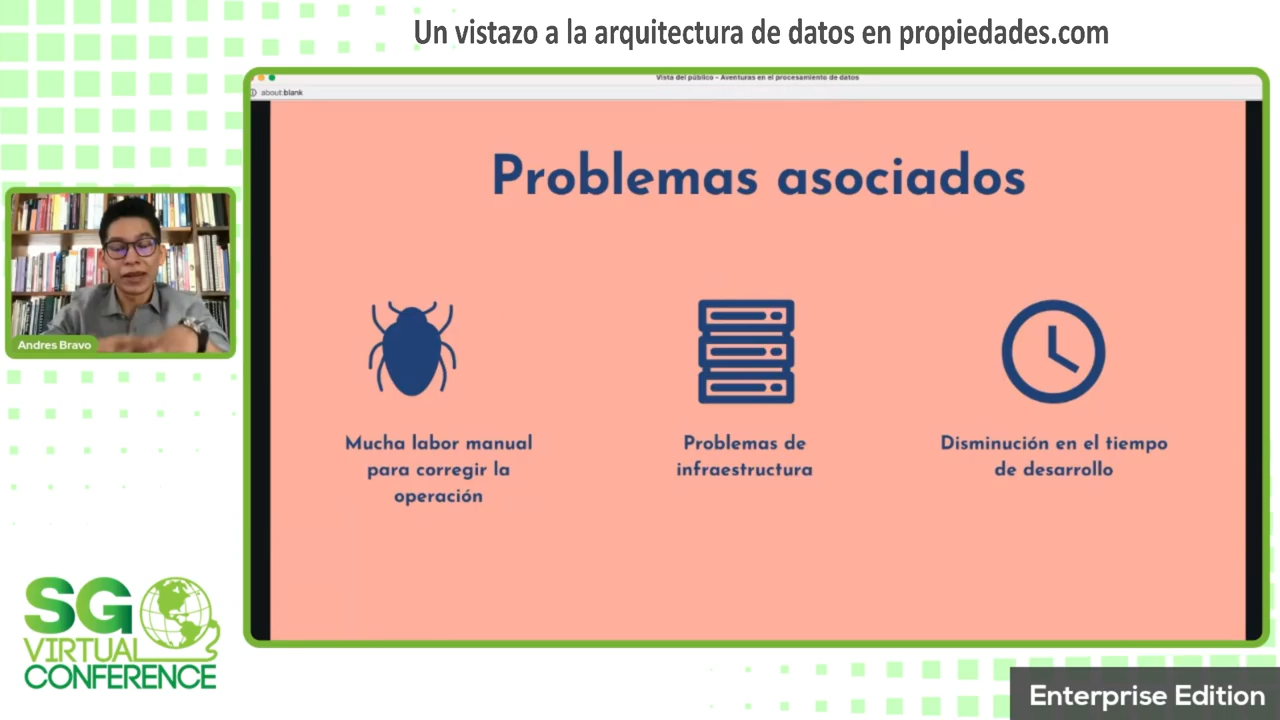 Un vistazo a la arquitectura de datos en propiedades.com
Vista del público - Aventuras en el procesamiento de datos
about:blank
Problemas asociados
Mucha labor manual
para corregir la
operación
Problemas de
infraestructura
Disminución en el tiempo
de desarrollo
Andres Bravo
SG
VIRTUAL
CONFERENCE
Enterprise Edition